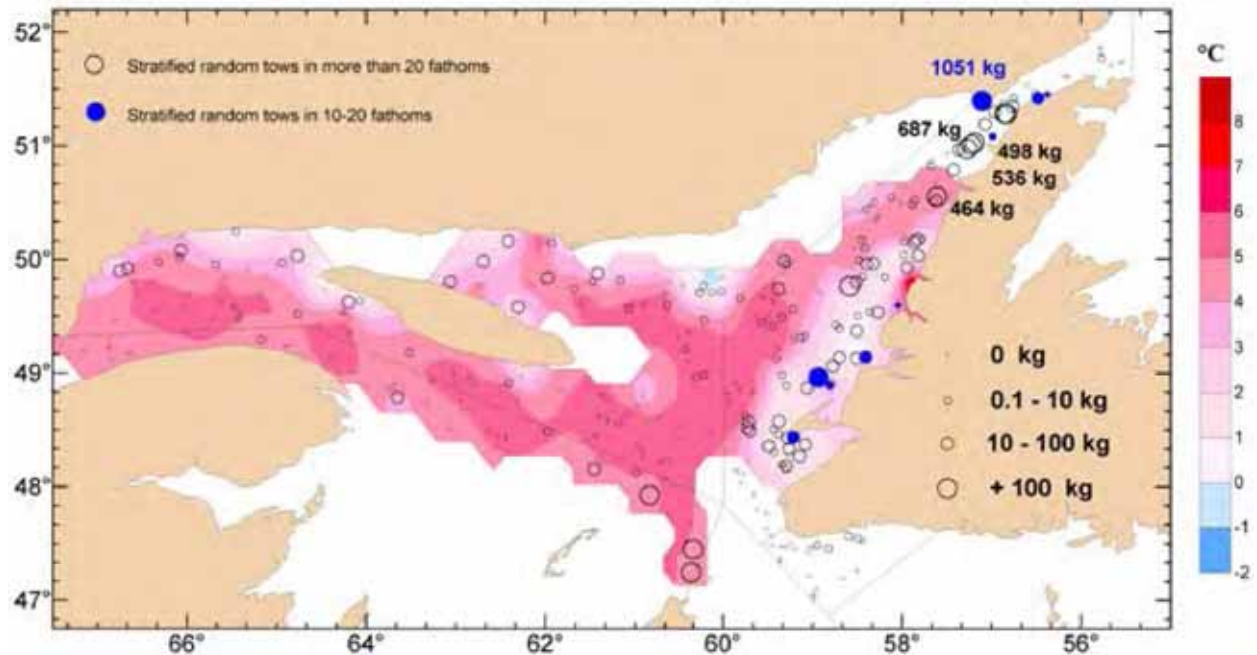 52°
51°
50°
49°
48°
47°
Stratified random tows in more than 20 fathoms
Stratified random tows in 10-20 fathoms
1051 kg
687 kg
498 kg
536 kg
464 kg
0 kg
0.1 - 10 kg
10 - 100 kg
+ 100 kg
66°
64°
62°
60°
58°
56°
°C
8
7
6
5
4
3
2
1
0
-1
-2